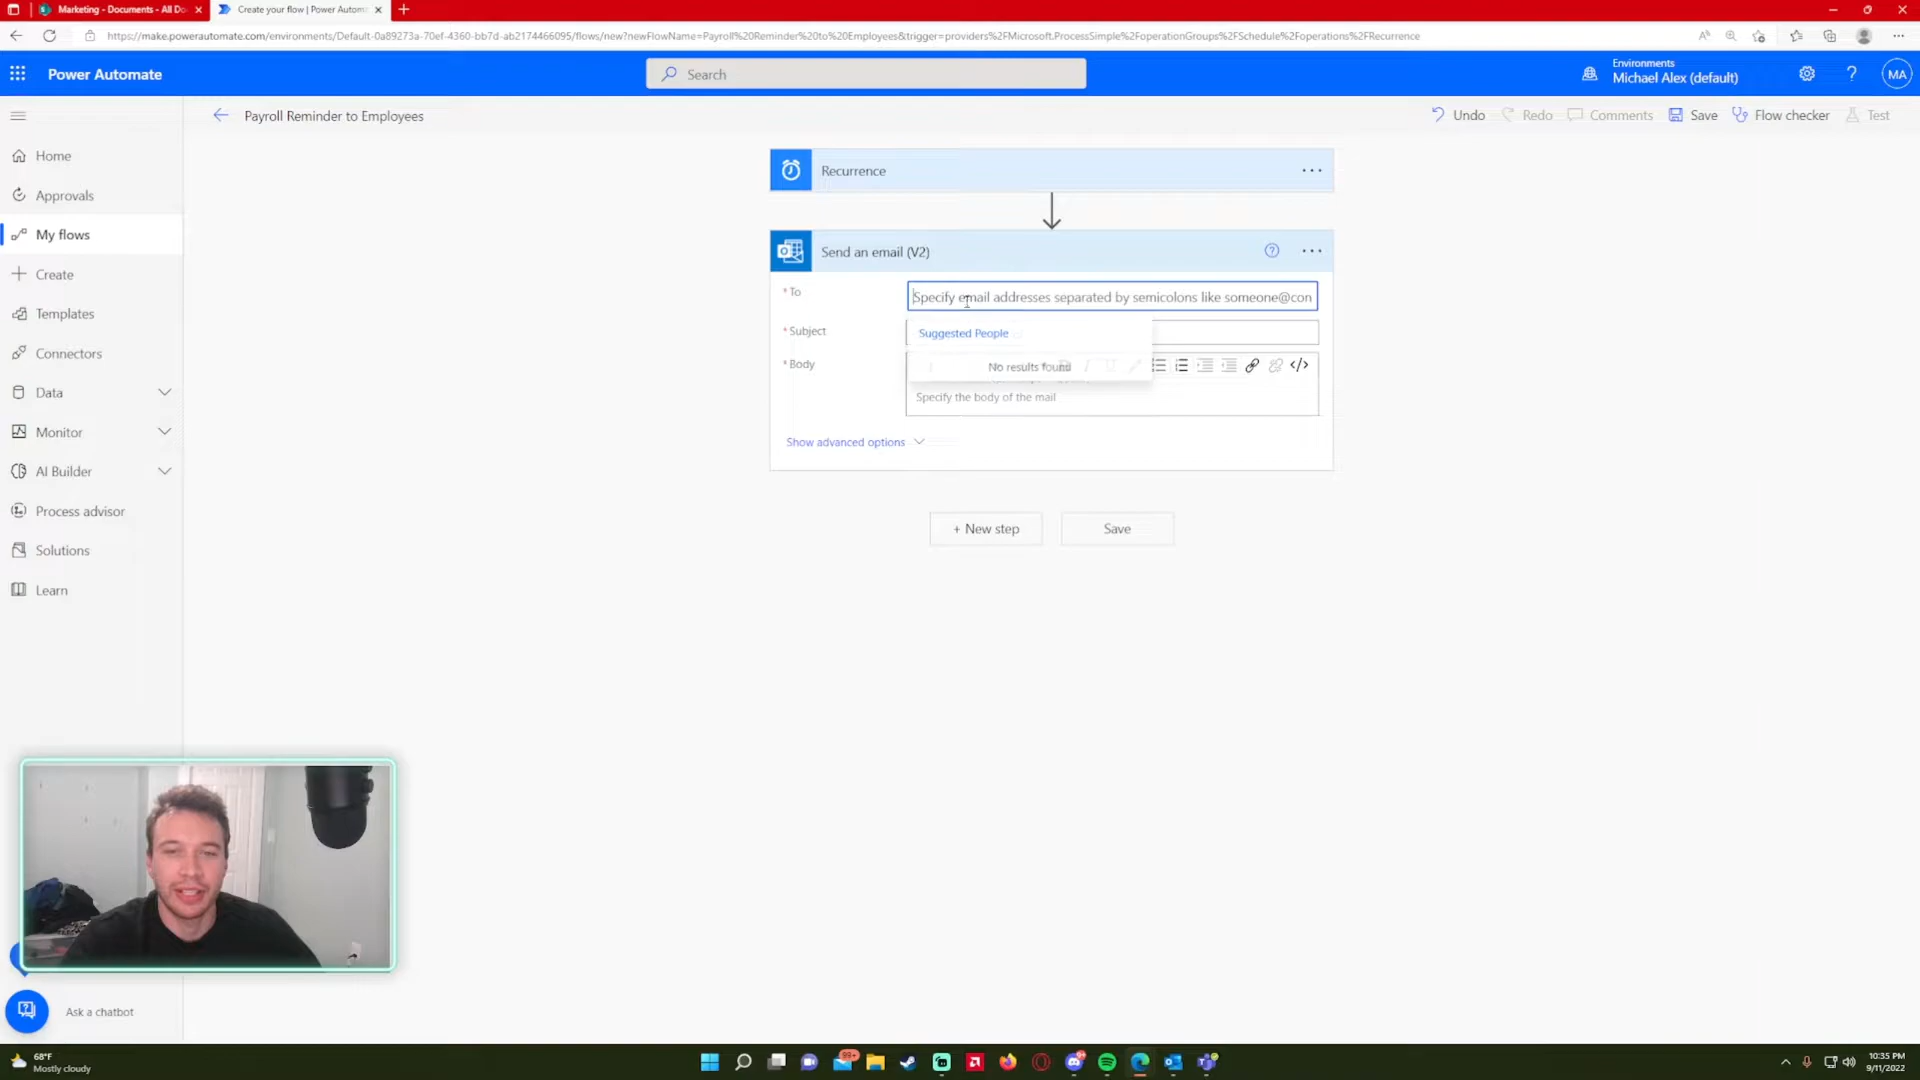 Marketing - Documents - All Do
Create your flow | Power Autom
https://make.powerautomate.com/environments/Default-0a89273a-70ef-4360-bb7d-ab2174466095/flows/new?newFlowName=Payroll%20Reminder%20to%20Employees&trigger=providers%2FMicrosoft.ProcessSimple%2FoperationGroups%2FSchedule%2Foperations%2FRecurrence
Power Automate
Search
Environments
Michael Alex (default)
MA
Payroll Reminder to Employees
Undo
Redo
Comments
Save
Flow checker
Test
Home
Approvals
My flows
Create
Templates
Connectors
Data
Monitor
AI Builder
Process advisor
Solutions
Learn
Ask a chatbot
Recurrence
Send an email (V2)
* To
Specify email addresses separated by semicolons like someone@con
* Subject
Suggested People
* Body
No results found
Specify the body of the mail
Show advanced options
+ New step
Save
68°F
Mostly cloudy
99+
10:35 PM
9/11/2022